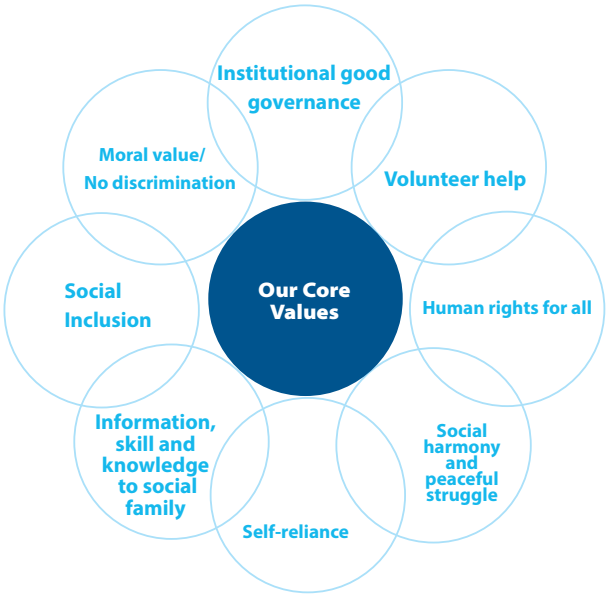 Institutional good
governance
Moral value/
No discrimination
Volunteer help
Social
Inclusion
Our Core
Values
Human rights for all
Information,
skill and
knowledge
to social
family
Social
harmony
and
peaceful
struggle
Self-reliance